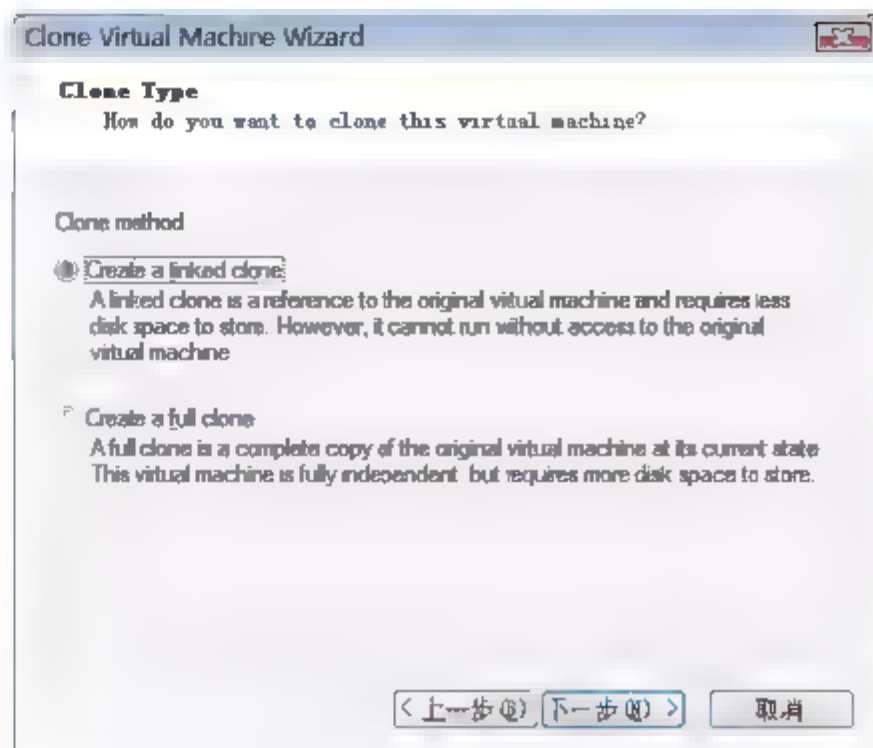 Clone Virtual Machine Wizard
Clone Type
How do you want to clone this virtual machine?
Clone method
Create a linked clone
A linked clone is a reference to the original virtual machine and requires less
disk space to store. However, it cannot run without access to the original
virtual machine
Create a full clone
A full clone is a complete copy of the original virtual machine at its current state
This virtual machine is fully independent but requires more disk space to store.
< 上一步(B) 下一步(N) > 取消